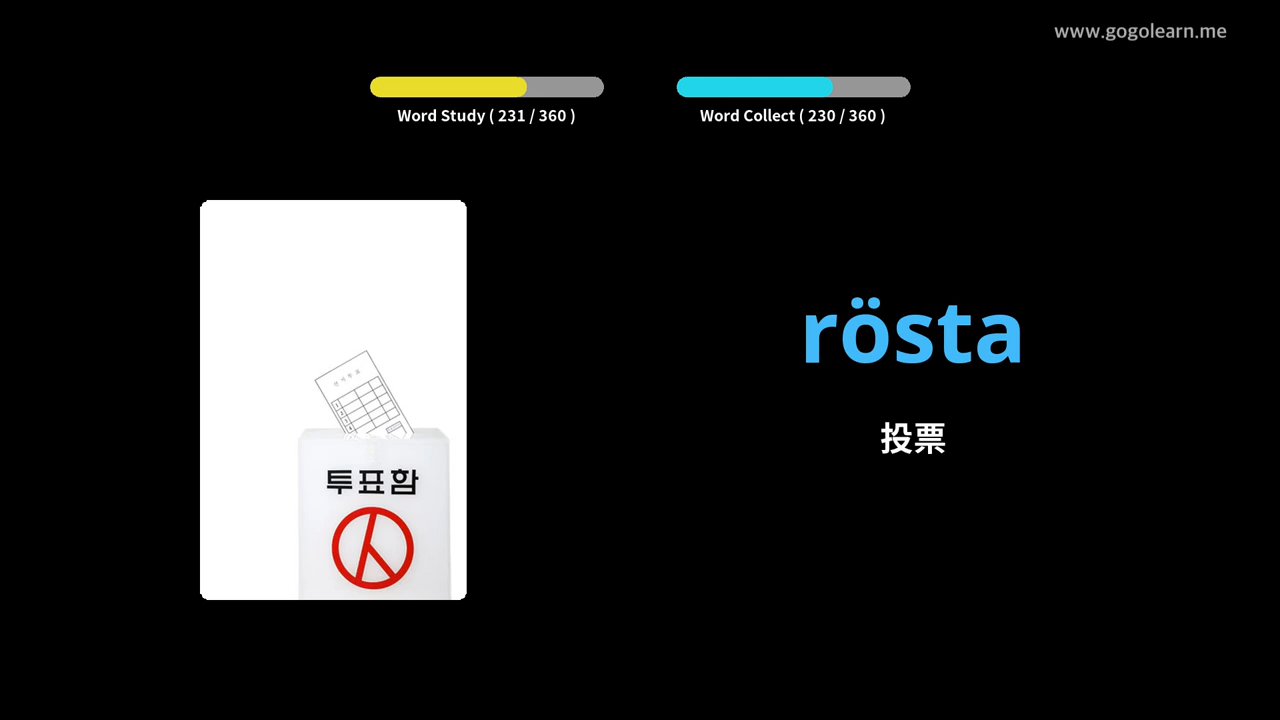 www.gogolearn.me
Word Study ( 231 / 360 )
Word Collect ( 230 / 360 )
투표함
rösta
投票